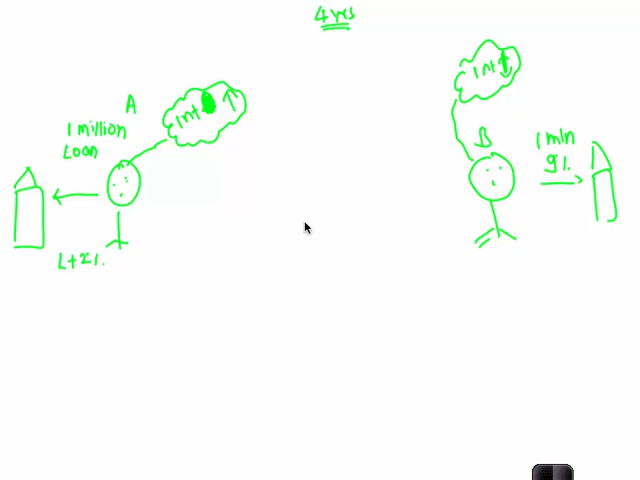 4 yrs
A
1 million
Loan
Int ↑
L+2%.
Int ↓
B
1 mln
9%.